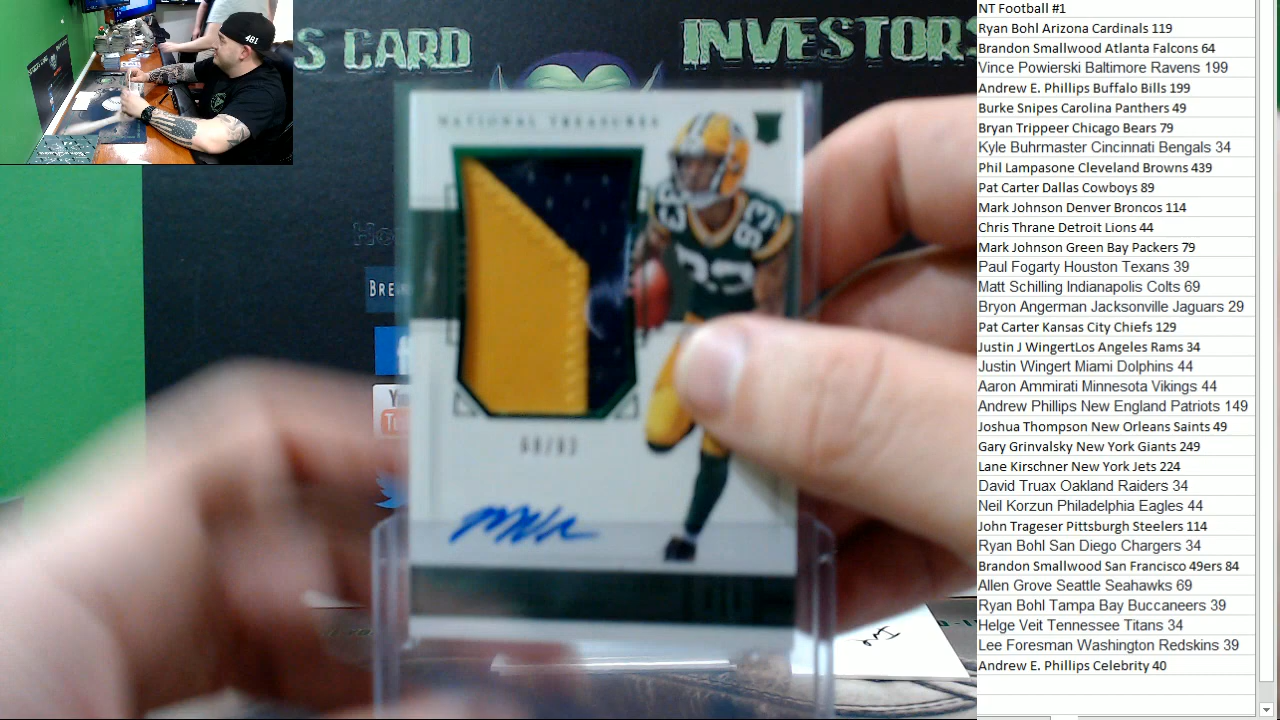 481
S CARD
INVESTORS
NATIONAL TREASURES
93
93
BRE
NT Football #1
Ryan Bohl Arizona Cardinals 119
Brandon Smallwood Atlanta Falcons 64
Vince Powierski Baltimore Ravens 199
Andrew E. Phillips Buffalo Bills 199
Burke Snipes Carolina Panthers 49
Bryan Trippeer Chicago Bears 79
Kyle Buhrmaster Cincinnati Bengals 34
Phil Lampasone Cleveland Browns 439
Pat Carter Dallas Cowboys 89
Mark Johnson Denver Broncos 114
Chris Thrane Detroit Lions 44
Mark Johnson Green Bay Packers 79
Paul Fogarty Houston Texans 39
Matt Schilling Indianapolis Colts 69
Bryon Angerman Jacksonville Jaguars 29
Pat Carter Kansas City Chiefs 129
Justin J WingertLos Angeles Rams 34
Justin Wingert Miami Dolphins 44
Aaron Ammirati Minnesota Vikings 44
Andrew Phillips New England Patriots 149
Joshua Thompson New Orleans Saints 49
Gary Grinvalsky New York Giants 249
Lane Kirschner New York Jets 224
David Truax Oakland Raiders 34
Neil Korzun Philadelphia Eagles 44
John Trageser Pittsburgh Steelers 114
Ryan Bohl San Diego Chargers 34
Brandon Smallwood San Francisco 49ers 84
Allen Grove Seattle Seahawks 69
Ryan Bohl Tampa Bay Buccaneers 39
Helge Veit Tennessee Titans 34
Lee Foresman Washington Redskins 39
Andrew E. Phillips Celebrity 40